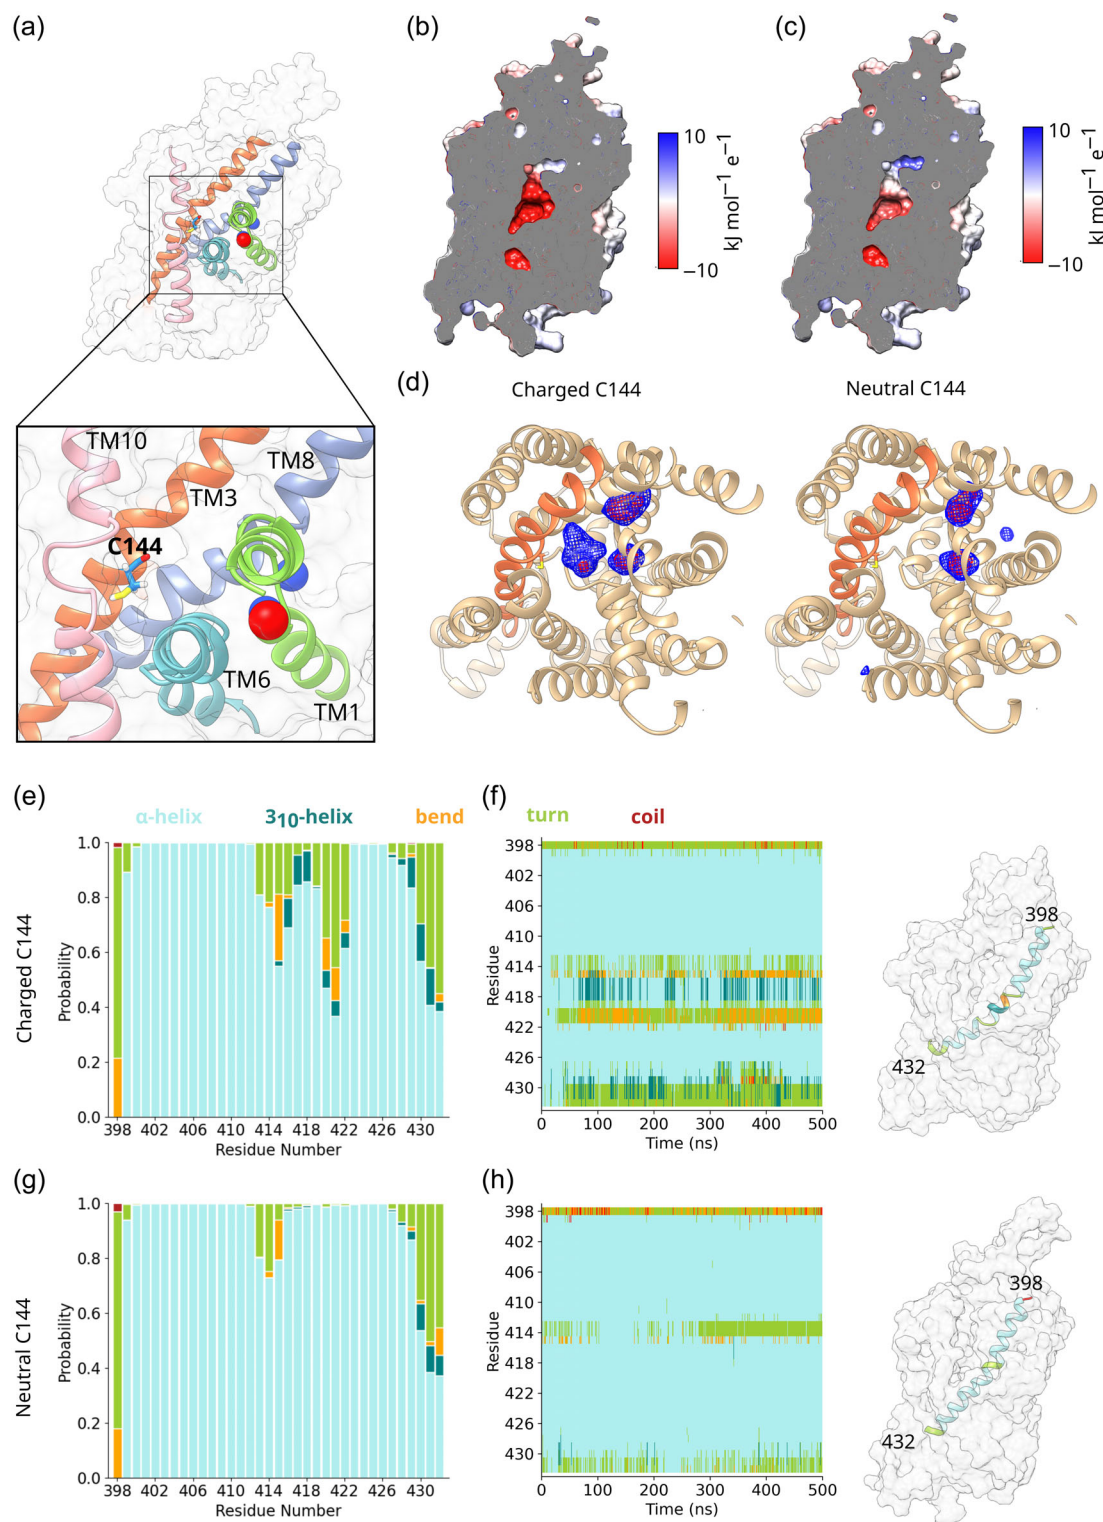 (a)
(b)
(c)
10
kJ mol⁻¹ e⁻¹
−10
10
kJ mol⁻¹ e⁻¹
−10
TM10
TM3
TM8
C144
TM6
TM1
(d)
Charged C144
Neutral C144
(e)
α-helix
3₁₀-helix
bend
(f)
turn
coil
Charged C144
Probability
1.0
0.8
0.6
0.4
0.2
0.0
398 402 406 410 414 418 422 426 430
Residue Number
Residue
398
402
406
410
414
418
422
426
430
0 100 200 300 400 500
Time (ns)
398
432
(g)
Neutral C144
Probability
1.0
0.8
0.6
0.4
0.2
0.0
398 402 406 410 414 418 422 426 430
Residue Number
(h)
Residue
398
402
406
410
414
418
422
426
430
0 100 200 300 400 500
Time (ns)
398
432